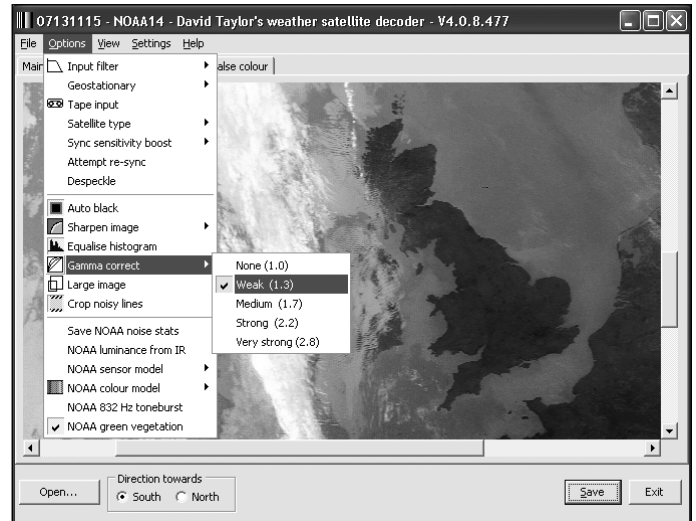 07131115 - NOAA14 - David Taylor's weather satellite decoder - V4.0.8.477
File Options View Settings Help
Main alse colour
Input filter
Geostationary
Tape input
Satellite type
Sync sensitivity boost
Attempt re-sync
Despeckle
Auto black
Sharpen image
Equalise histogram
Gamma correct
Large image
Crop noisy lines
Save NOAA noise stats
NOAA luminance from IR
NOAA sensor model
NOAA colour model
NOAA 832 Hz toneburst
NOAA green vegetation
None (1.0)
Weak (1.3)
Medium (1.7)
Strong (2.2)
Very strong (2.8)
Open...
Direction towards
South North
Save Exit